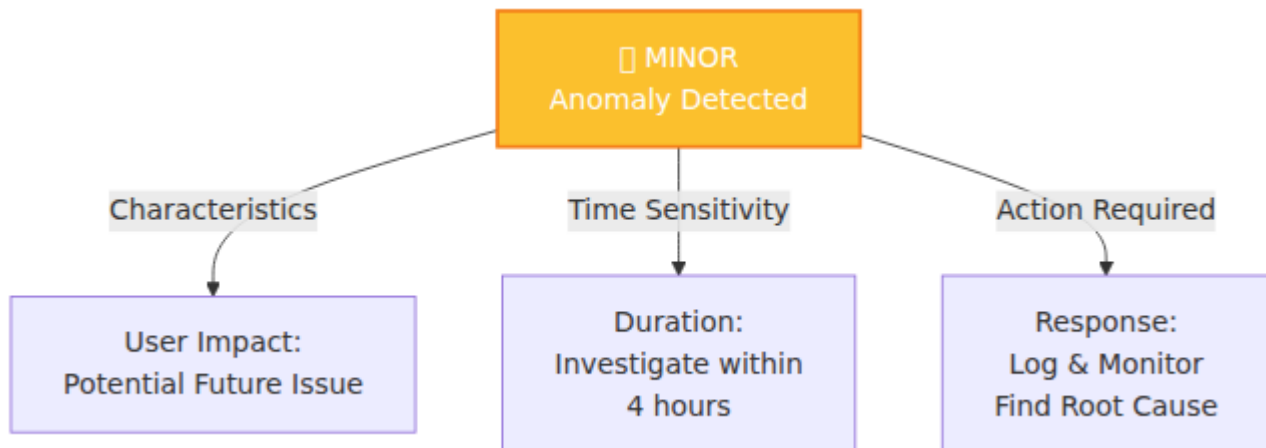 MINOR
Anomaly Detected
Characteristics
Time Sensitivity
Action Required
User Impact:
Potential Future Issue
Duration:
Investigate within
4 hours
Response:
Log & Monitor
Find Root Cause